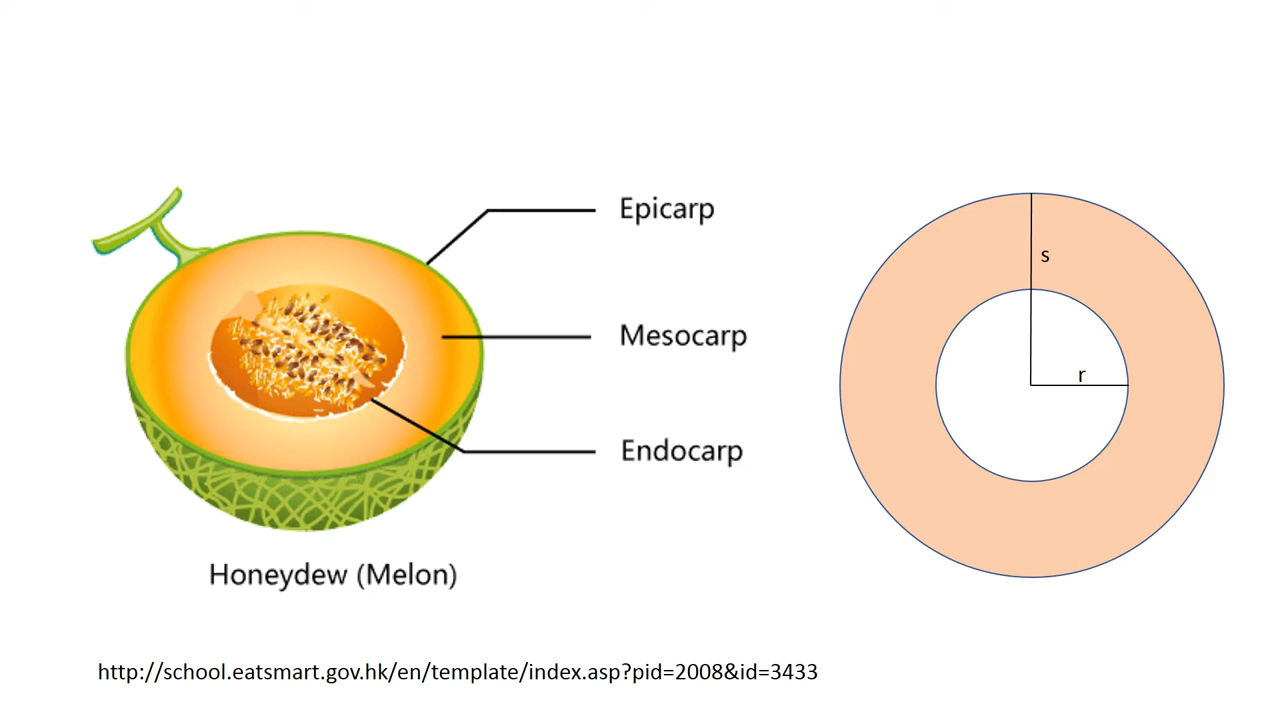 Epicarp
s
Mesocarp
r
Endocarp
Honeydew (Melon)
http://school.eatsmart.gov.hk/en/template/index.asp?pid=2008&id=3433